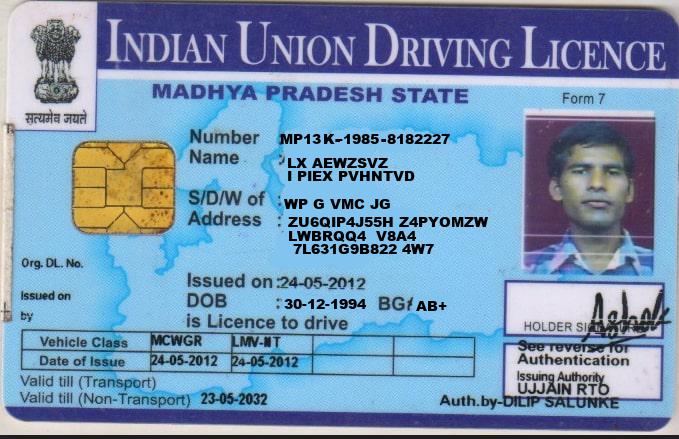 INDIAN UNION DRIVING LICENCE
सत्यमेव जयते
MADHYA PRADESH STATE
Form 7
Number MP13K-1985-8182227
Name : LX AEWZSVZ
I PIEX PVHNTVD
S/D/W of : WP G VMC JG
Address : ZU6QIP4J55H Z4PYOMZW
LWBRQQ4 V8A4
7L631G9B822 4W7
Org. DL. No.
Issued on
by
Issued on :24-05-2012
DOB :30-12-1994 BG/ AB+
is Licence to drive
Vehicle Class MCWGR LMV-NT
Date of Issue 24-05-2012 24-05-2012
Valid till (Transport)
Valid till (Non-Transport) 23-05-2032
HOLDER
See reverse for
Authentication
Issuing Authority
UJJAIN RTO
Auth.by-DILIP SALUNKE